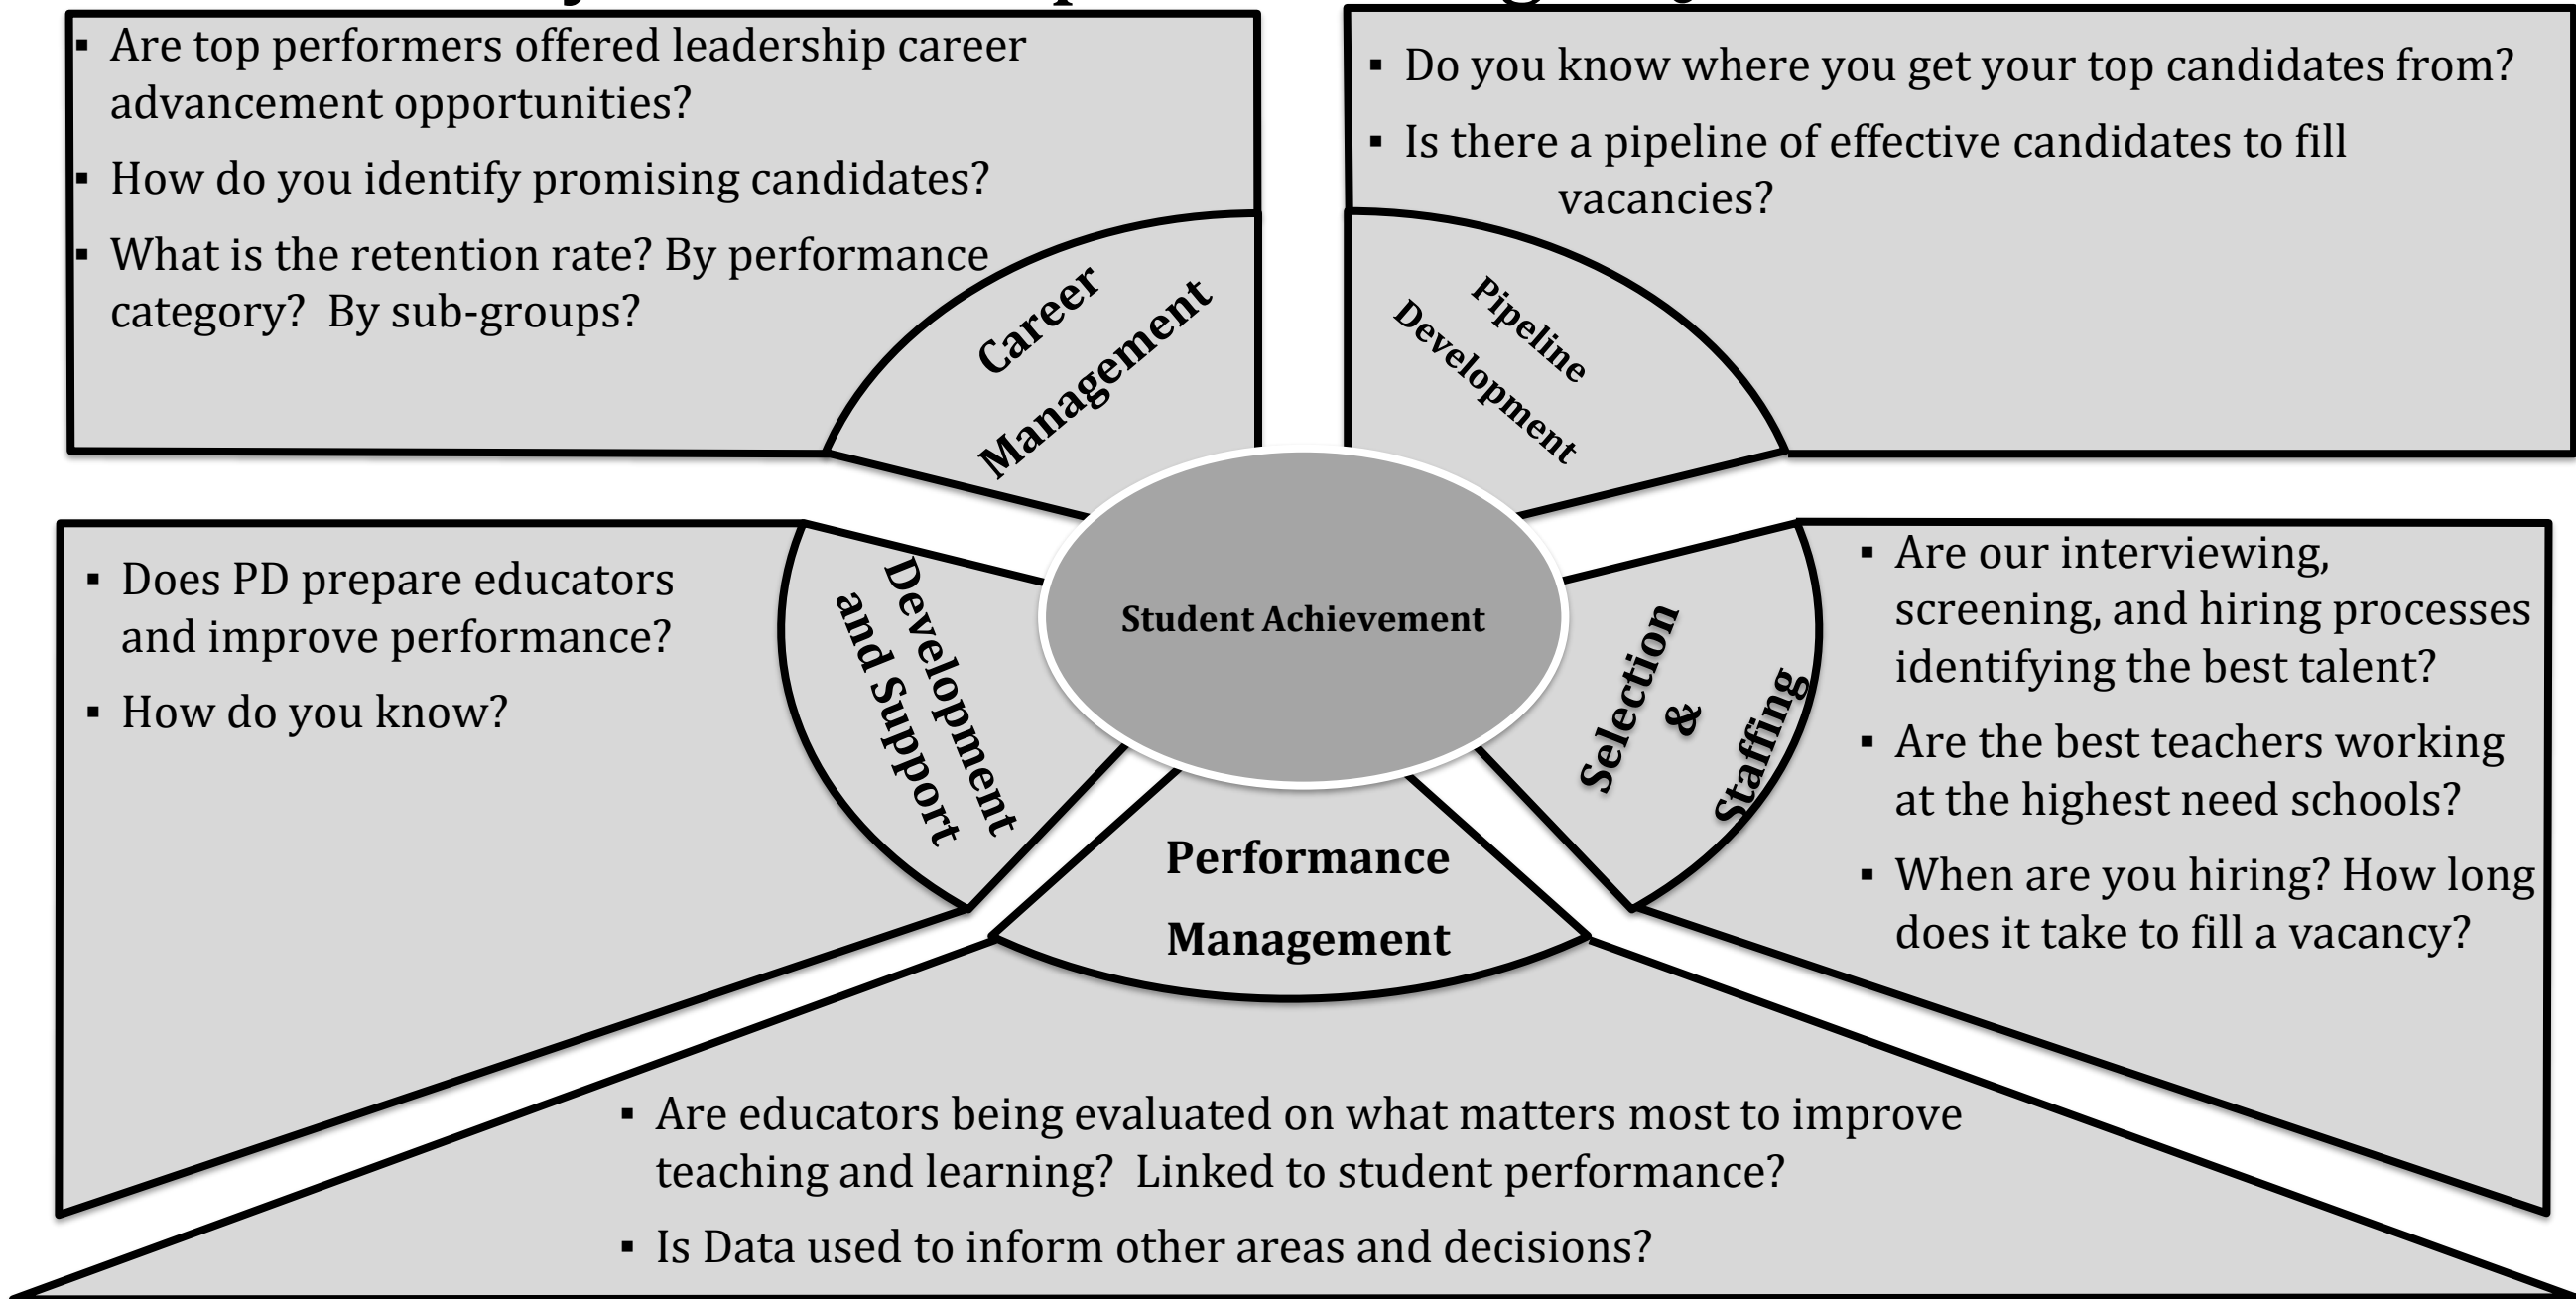 ▪ Are top performers offered leadership career
advancement opportunities?
▪ How do you identify promising candidates?
▪ What is the retention rate? By performance
category?  By sub-groups?
Career
Management
▪ Do you know where you get your top candidates from?
▪ Is there a pipeline of effective candidates to fill
vacancies?
Pipeline
Development
▪ Does PD prepare educators
and improve performance?
▪ How do you know?
Development
and Support
Student Achievement
Selection
&
Staffing
▪ Are our interviewing,
screening, and hiring processes
identifying the best talent?
▪ Are the best teachers working
at the highest need schools?
▪ When are you hiring? How long
does it take to fill a vacancy?
Performance
Management
▪ Are educators being evaluated on what matters most to improve
teaching and learning?  Linked to student performance?
▪ Is Data used to inform other areas and decisions?